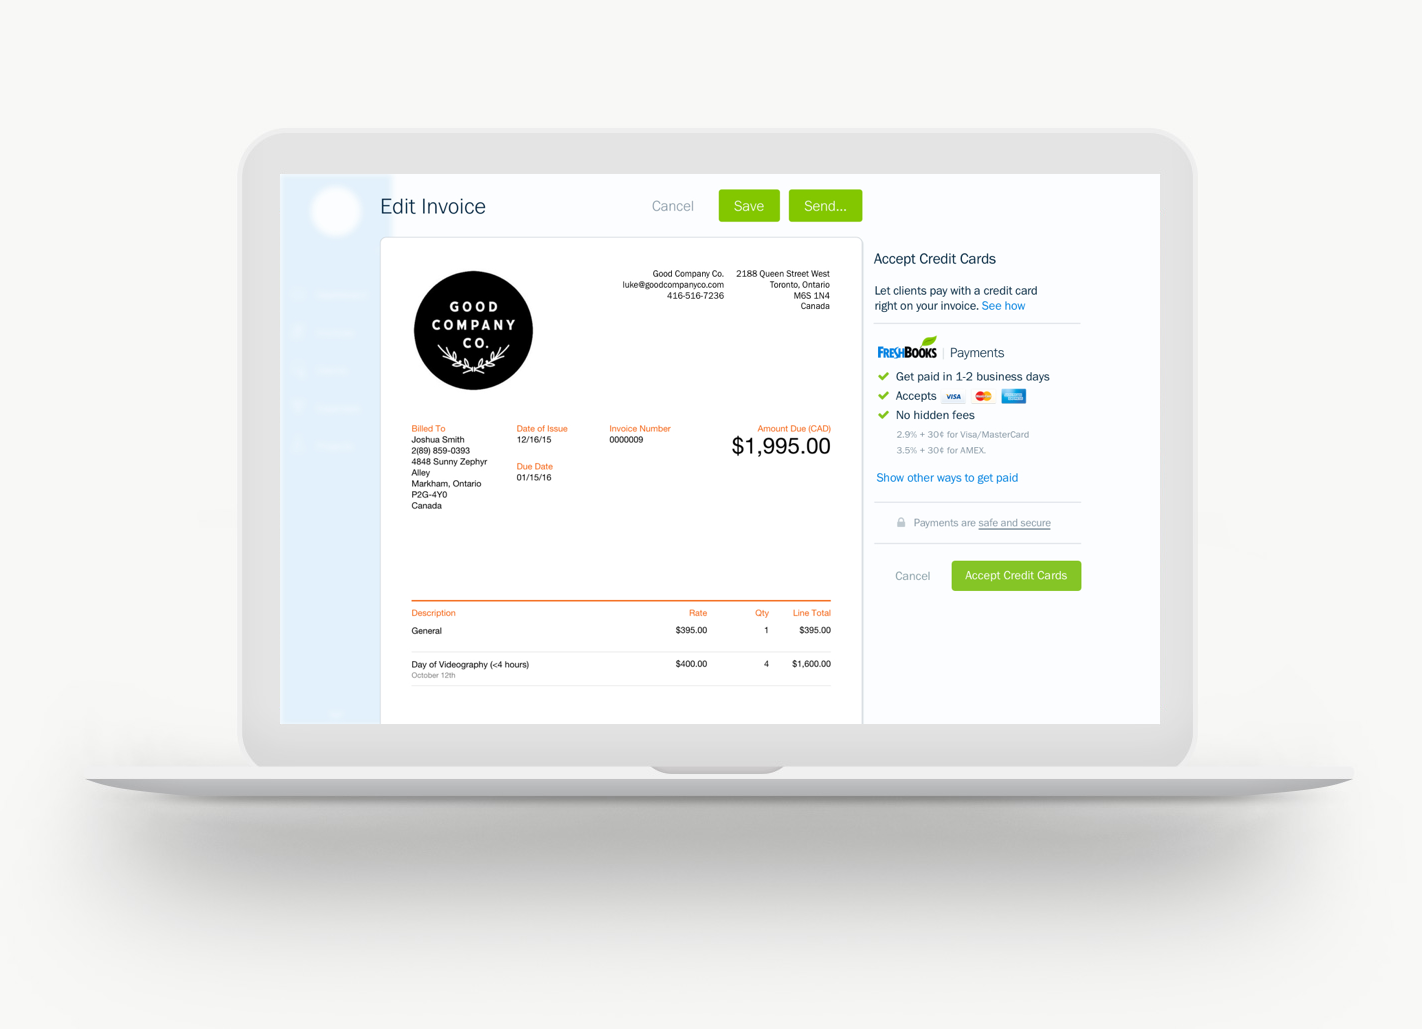 Edit Invoice
Cancel
Save
Send...
GOOD
COMPANY
CO.
Good Company Co.
luke@goodcompanyco.com
416-516-7236
2188 Queen Street West
Toronto, Ontario
M6S 1N4
Canada
Billed To
Joshua Smith
2(89) 859-0393
4848 Sunny Zephyr
Alley
Markham, Ontario
P2G-4Y0
Canada
Date of Issue
12/16/15
Due Date
01/15/16
Invoice Number
0000009
Amount Due (CAD)
$1,995.00
Description Rate Qty Line Total
General $395.00 1 $395.00
Day of Videography (<4 hours) $400.00 4 $1,600.00
October 12th
Accept Credit Cards
Let clients pay with a credit card
right on your invoice. See how
FRESHBOOKS | Payments
Get paid in 1-2 business days
Accepts VISA
No hidden fees
2.9% + 30¢ for Visa/MasterCard
3.5% + 30¢ for AMEX.
Show other ways to get paid
Payments are safe and secure
Cancel
Accept Credit Cards